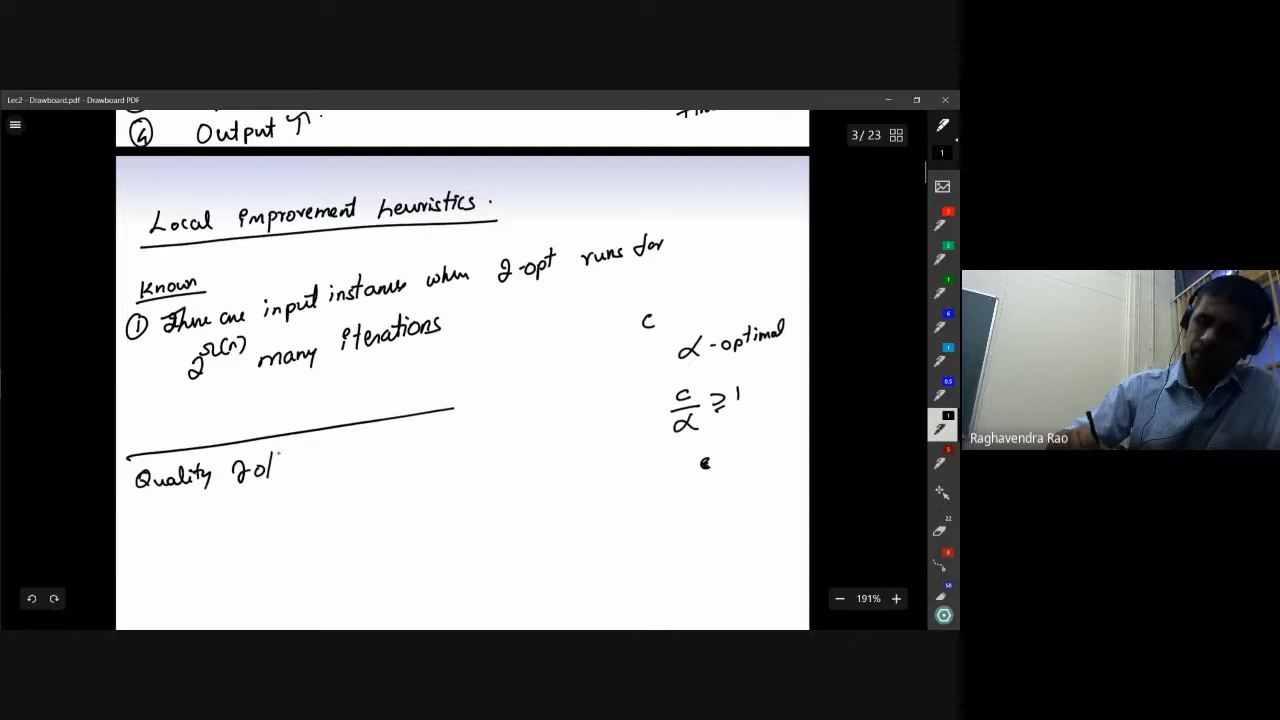 Lec2 - Drawboard.pdf - Drawboard PDF
④ Output
3 / 23
Local improvement heuristics.
Known
① There are input instances when 2-opt runs for
2^Ω(n) many iterations
C
α-optimal
C/α ≥ 1
Quality
Raghavendra Rao
191%